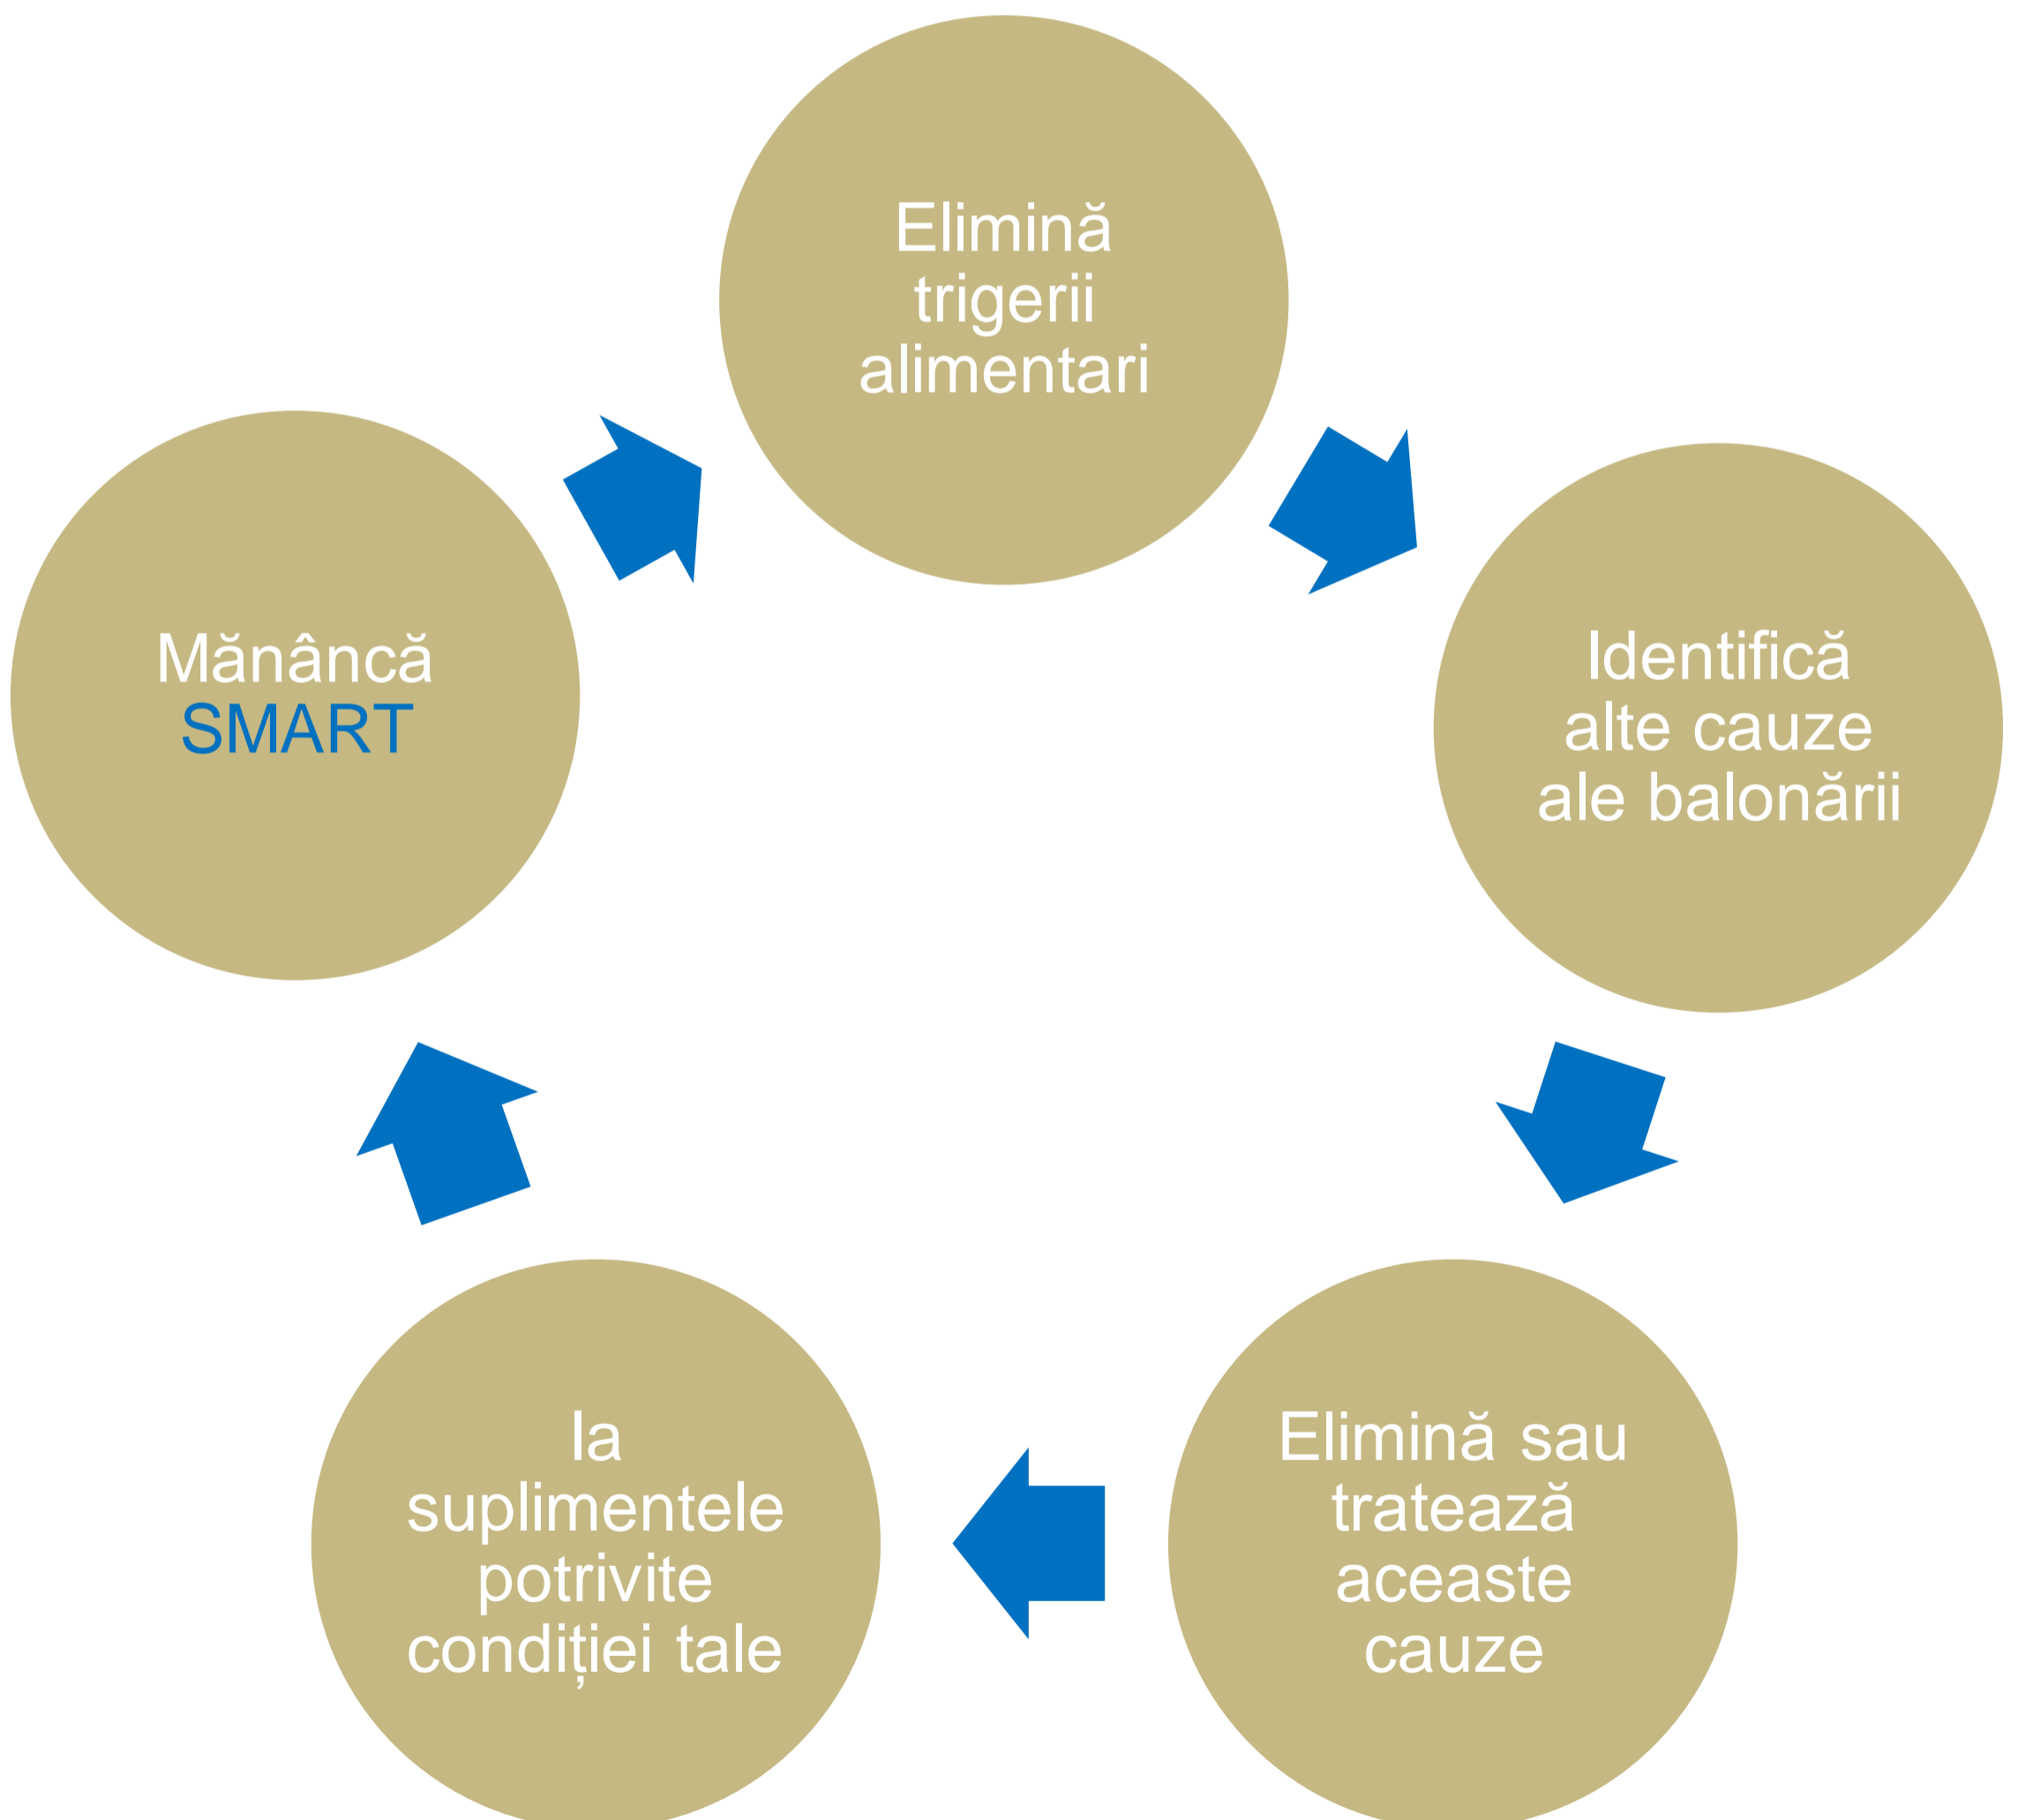 Elimină
trigerii
alimentari
Identifică
alte cauze
ale balonării
Elimină sau
tratează
aceaste
cauze
Ia
suplimentele
potrivite
condiției tale
Mănâncă
SMART